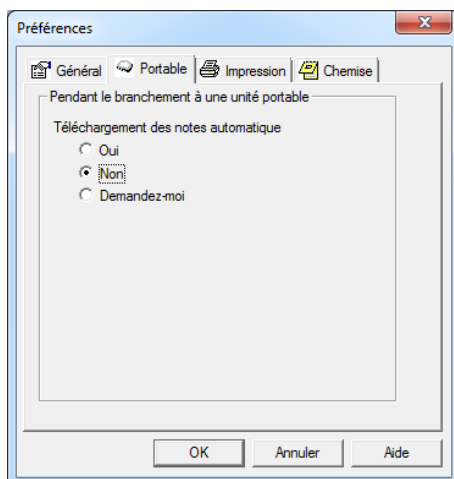 Préférences
Général Portable Impression Chemise
Pendant le branchement à une unité portable
Téléchargement des notes automatique
Oui
Non
Demandez-moi
OK Annuler Aide